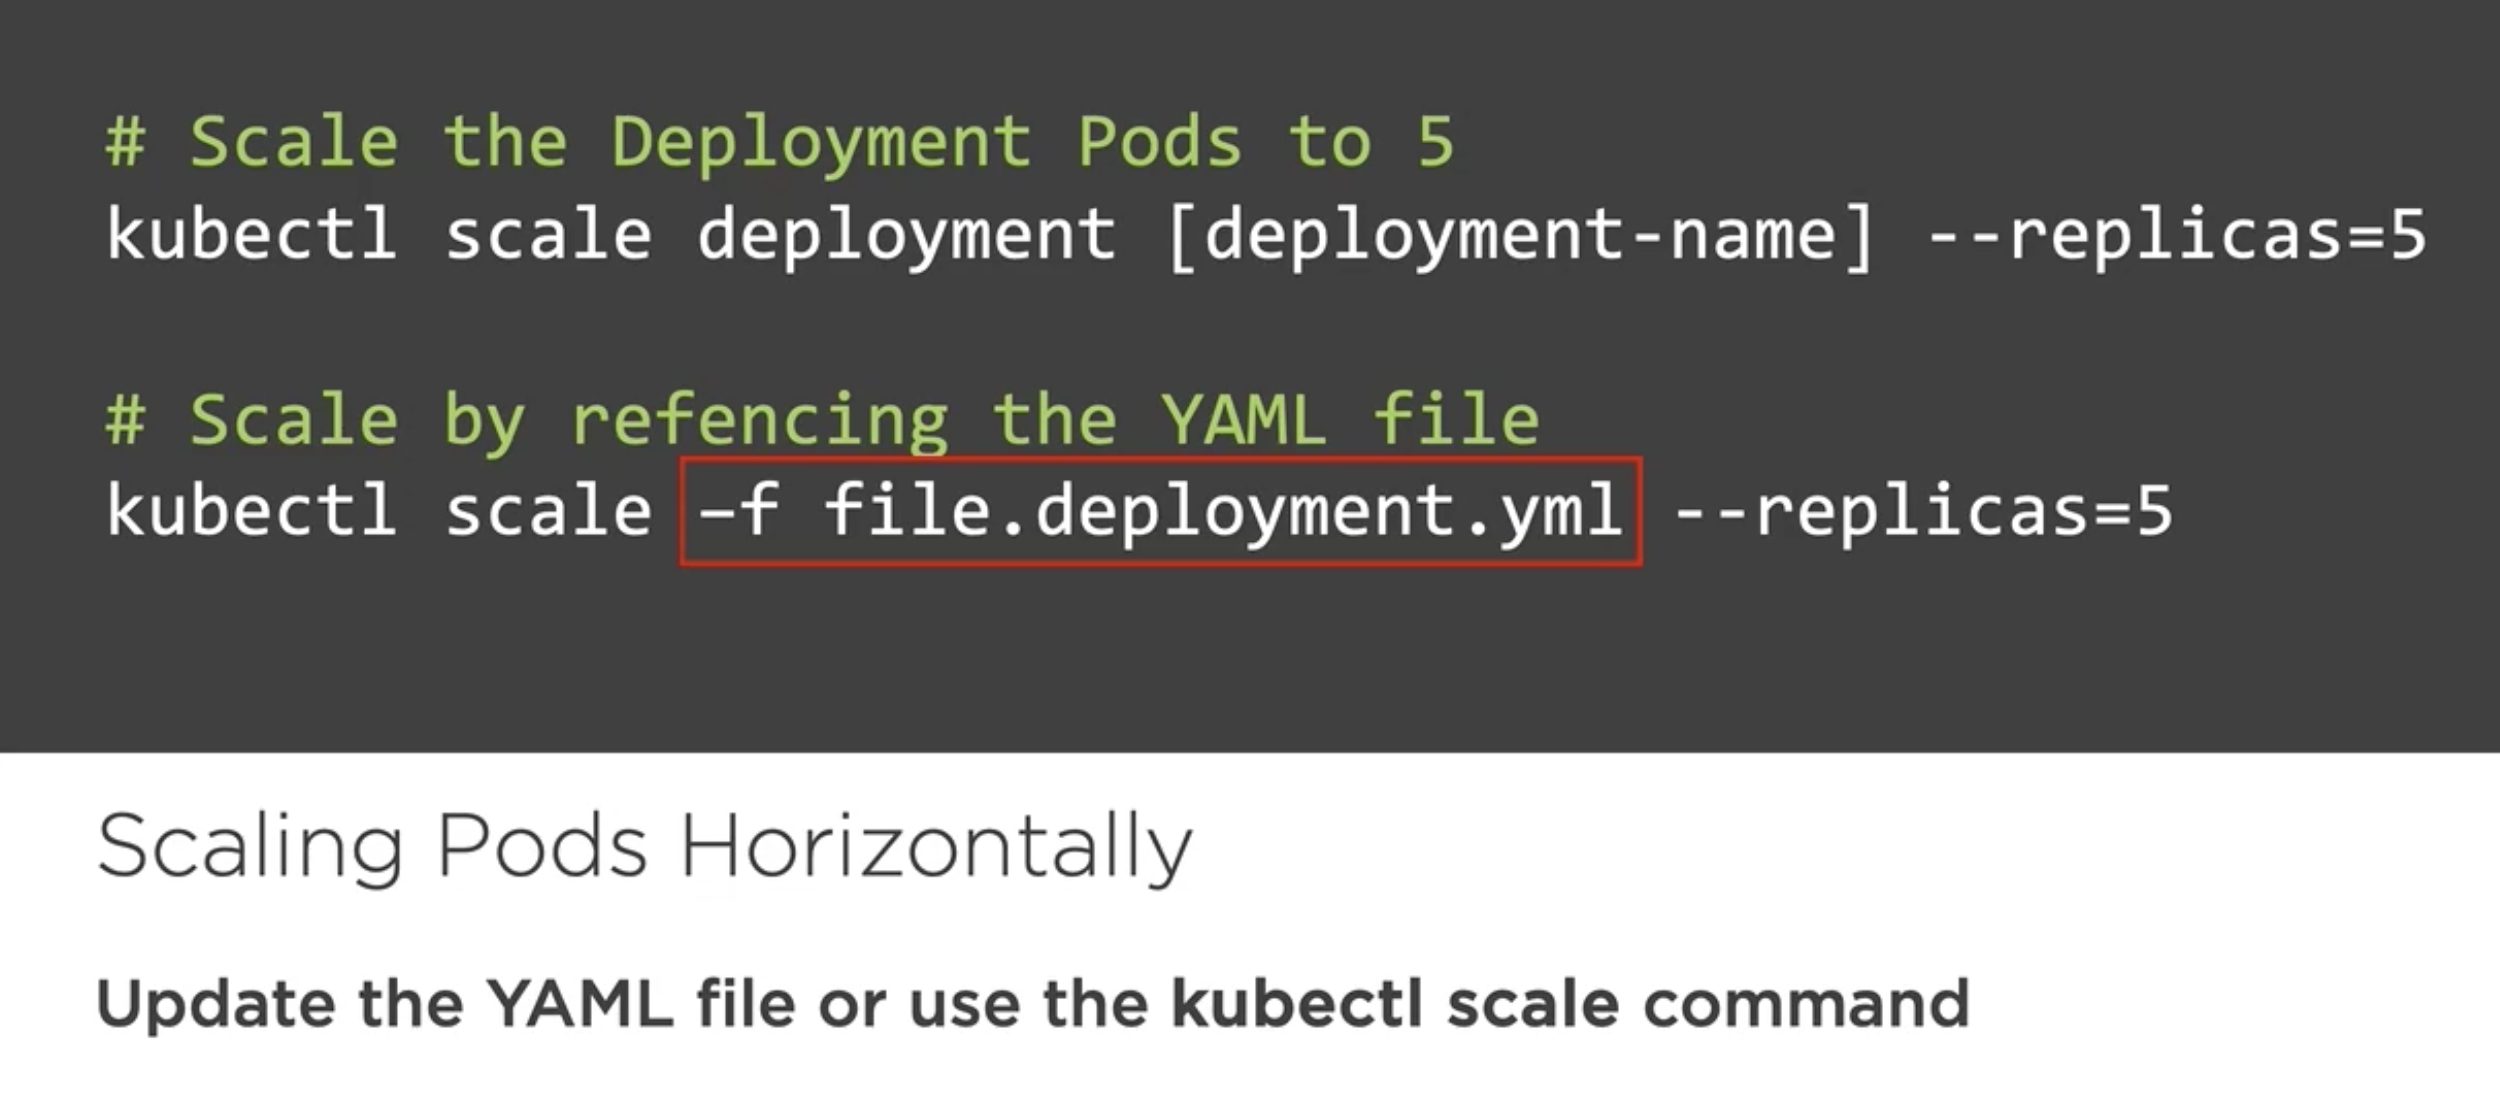 # Scale the Deployment Pods to 5
kubectl scale deployment [deployment-name] --replicas=5
# Scale by refencing the YAML file
kubectl scale –f file.deployment.yml --replicas=5
Scaling Pods Horizontally
Update the YAML file or use the kubectl scale command